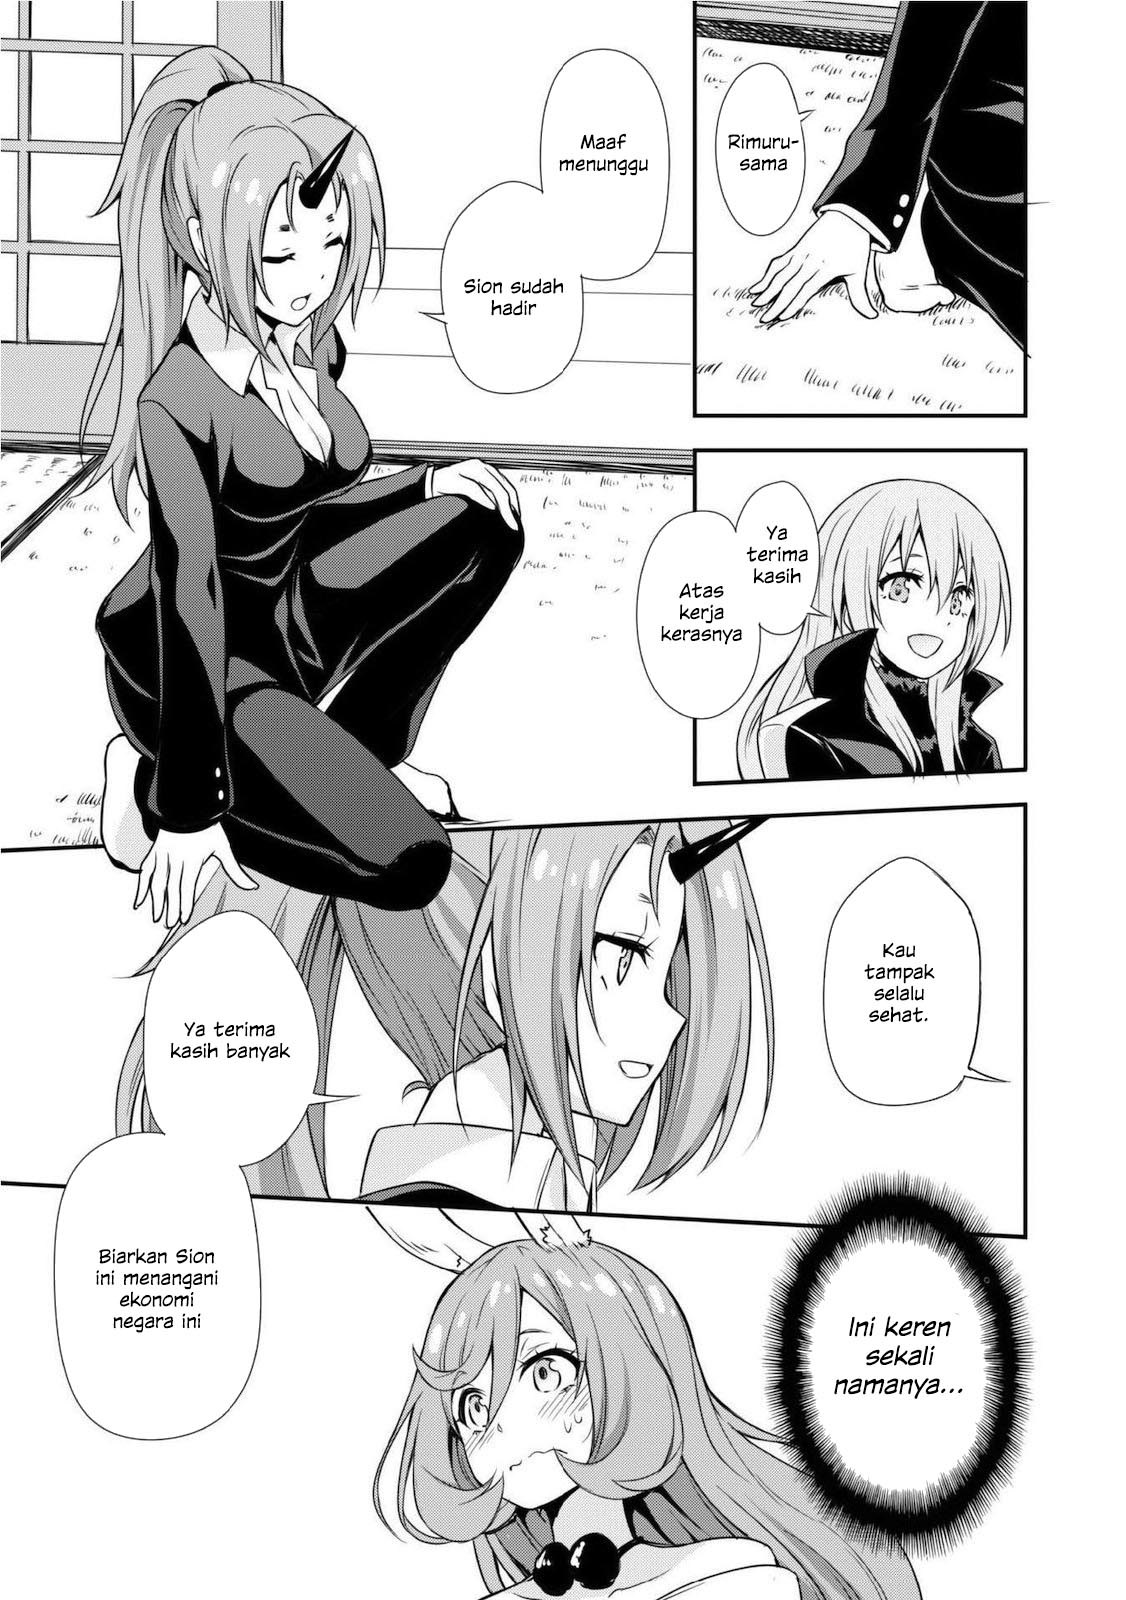 Rimuru-
sama
Maaf
menunggu
Sion sudah
hadir
Ya
terima
kasih
Atas
kerja
kerasnya
Kau
tampak
selalu
sehat.
Ya terima
kasih banyak
Biarkan Sion
ini menangani
ekonomi
negara ini
Ini keren
sekali
namanya...